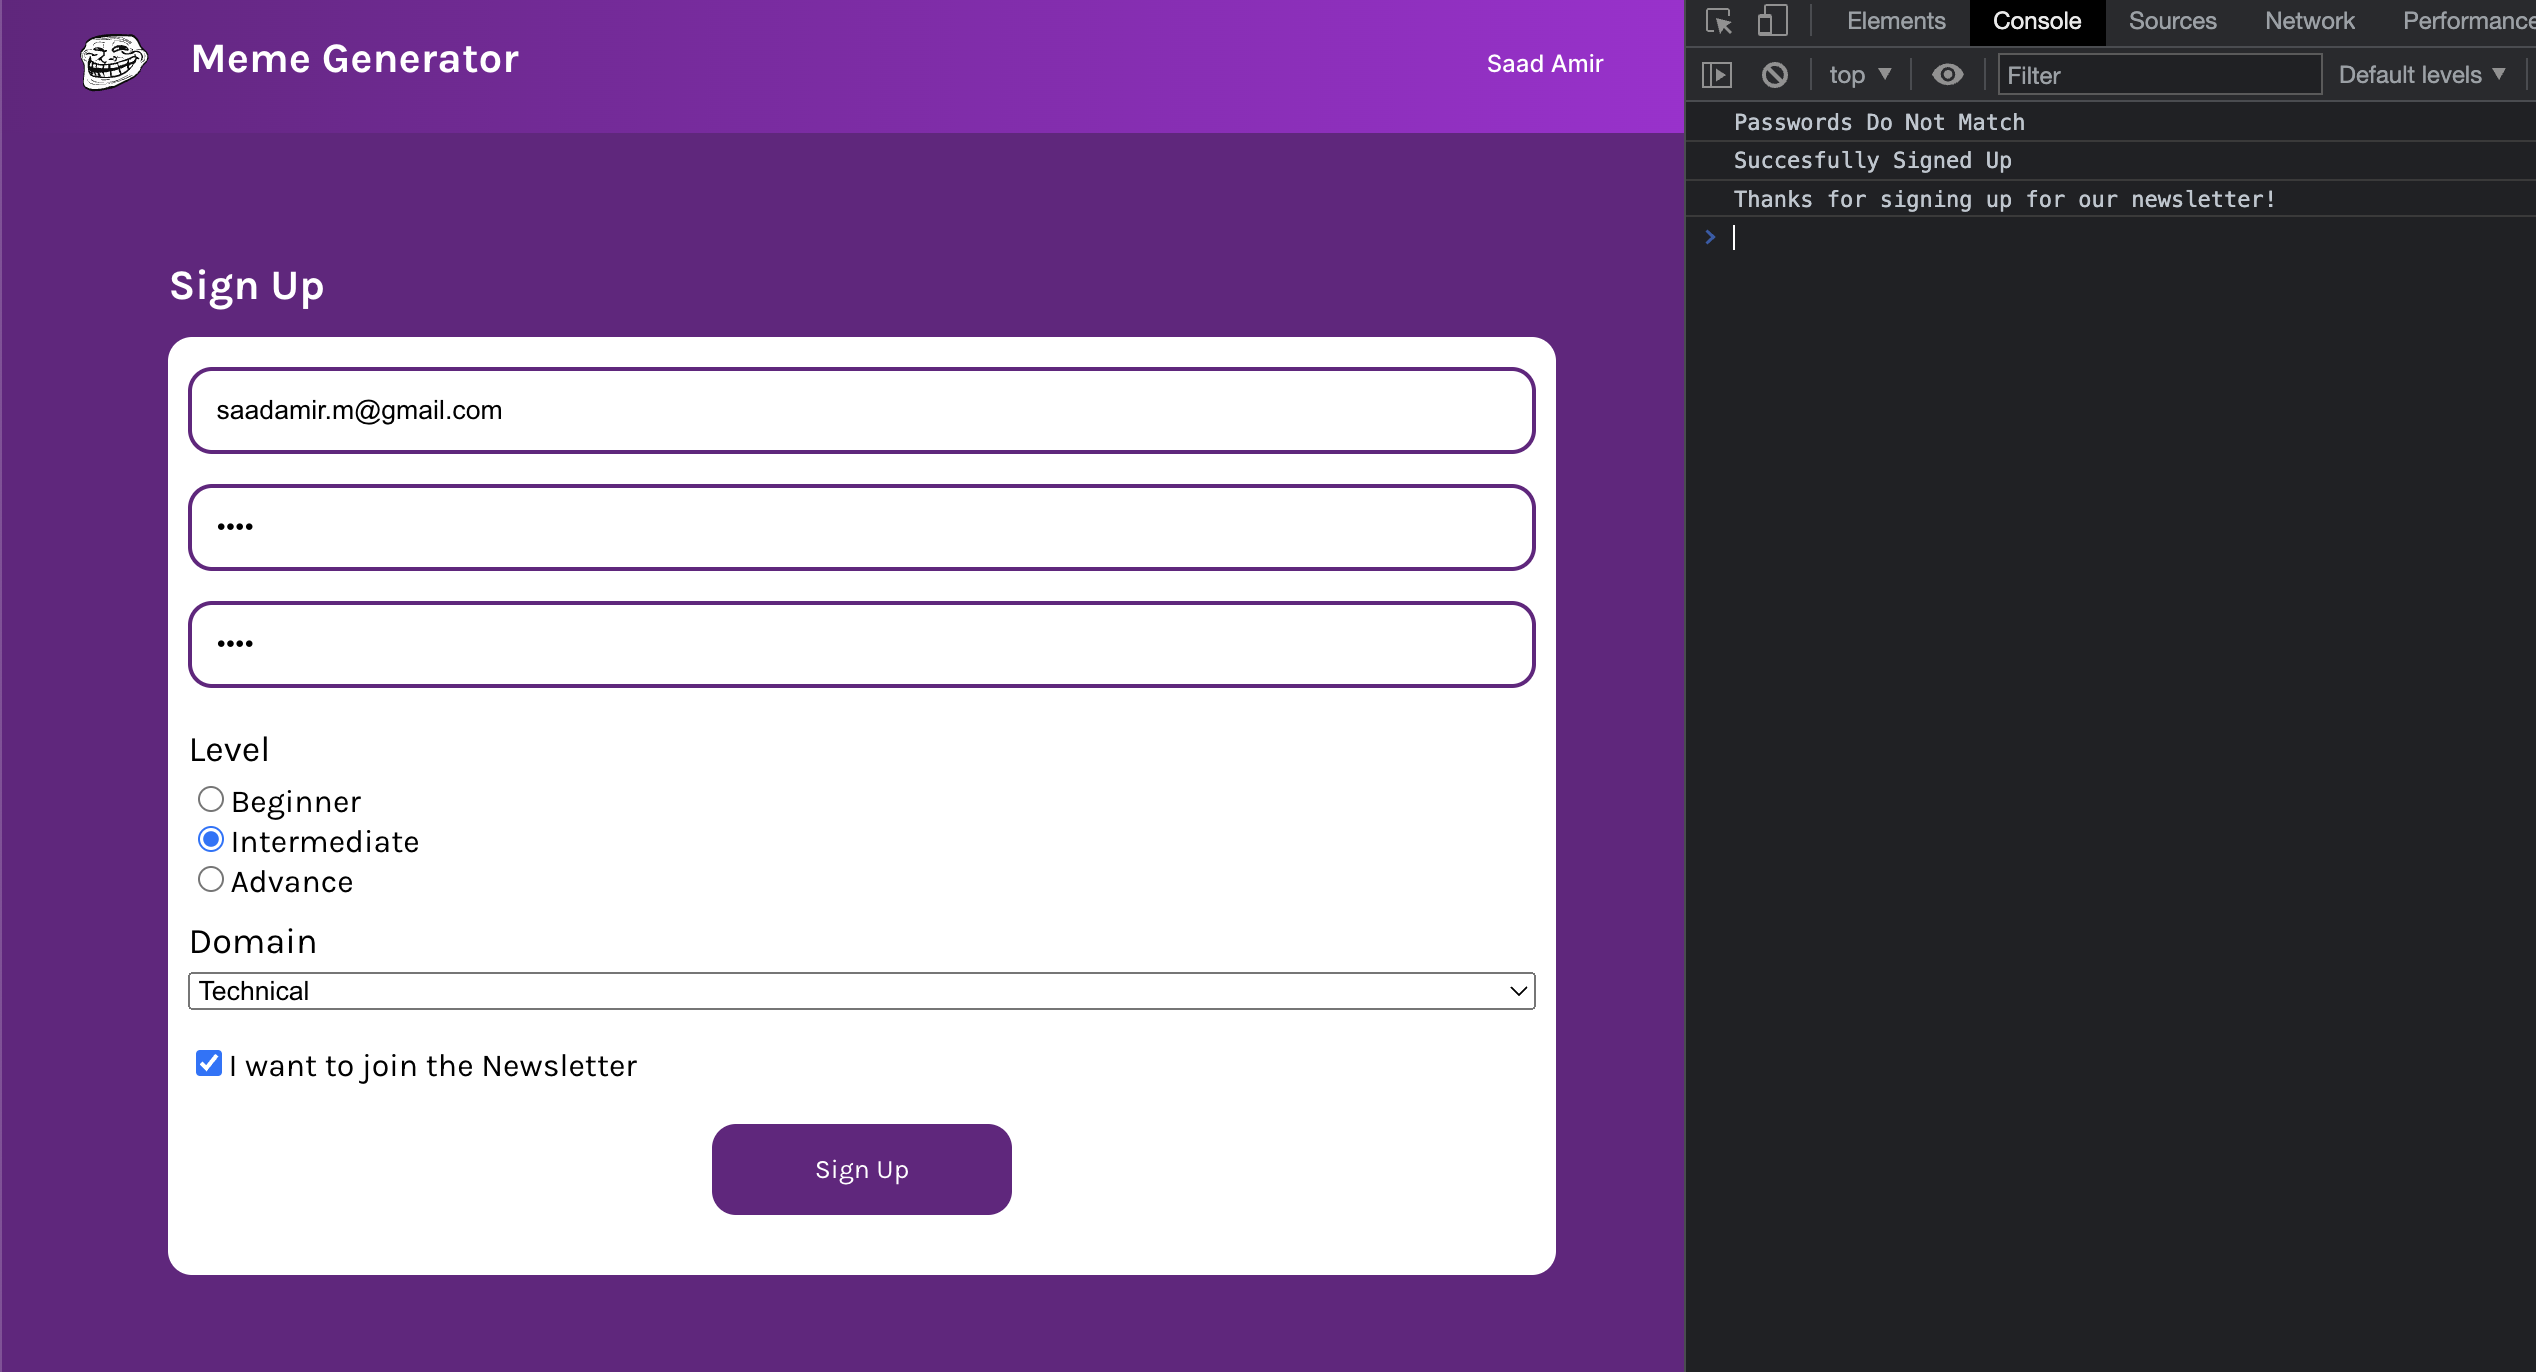 Meme Generator
Saad Amir
Sign Up
saadamir.m@gmail.com
••••
••••
Level
Beginner
Intermediate
Advance
Domain
Technical
I want to join the Newsletter
Sign Up
Elements Console Sources Network Performance
top ▼ Filter Default levels ▼
Passwords Do Not Match
Succesfully Signed Up
Thanks for signing up for our newsletter!
>